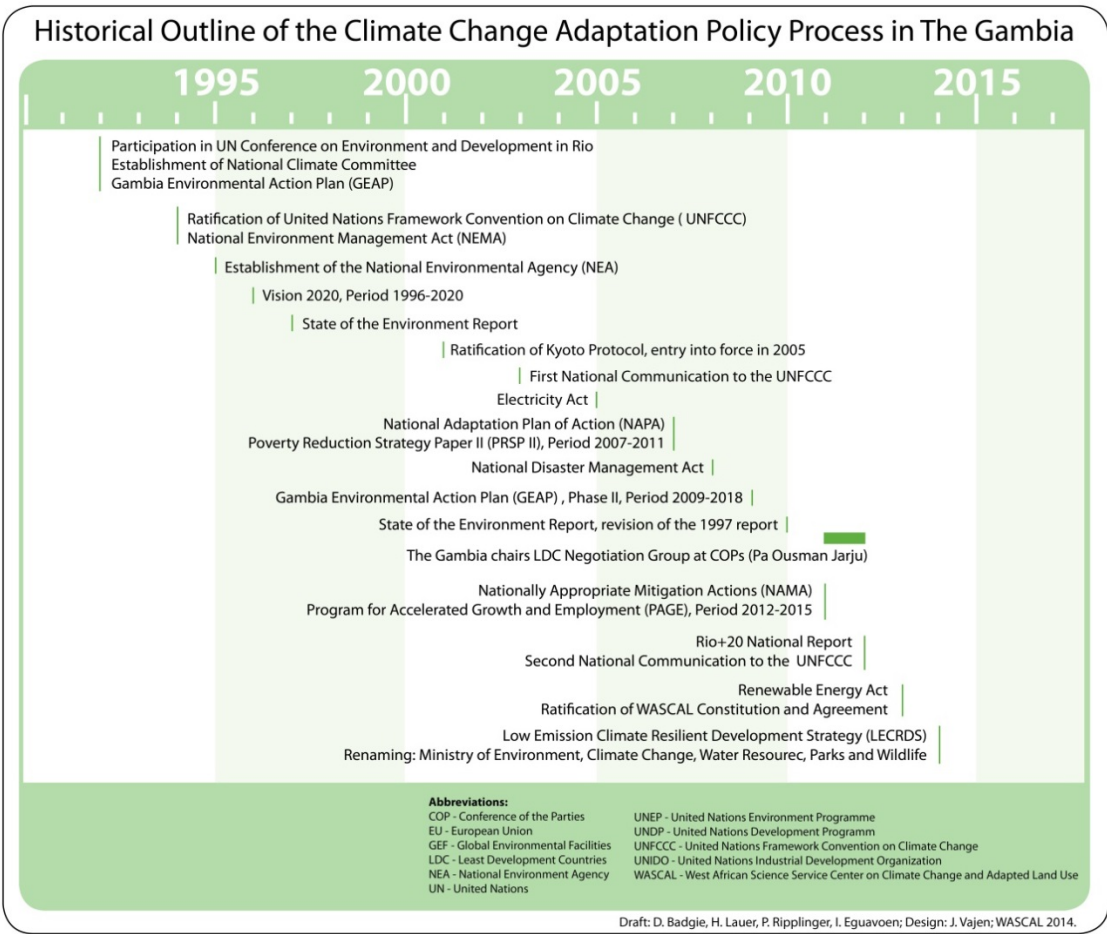 Historical Outline of the Climate Change Adaptation Policy Process in The Gambia
1995 2000 2005 2010 2015
Participation in UN Conference on Environment and Development in Rio
Establishment of National Climate Committee
Gambia Environmental Action Plan (GEAP)
Ratification of United Nations Framework Convention on Climate Change ( UNFCCC)
National Environment Management Act (NEMA)
Establishment of the National Environmental Agency (NEA)
Vision 2020, Period 1996-2020
State of the Environment Report
Ratification of Kyoto Protocol, entry into force in 2005
First National Communication to the UNFCCC
Electricity Act
National Adaptation Plan of Action (NAPA)
Poverty Reduction Strategy Paper II (PRSP II), Period 2007-2011
National Disaster Management Act
Gambia Environmental Action Plan (GEAP) , Phase II, Period 2009-2018
State of the Environment Report, revision of the 1997 report
The Gambia chairs LDC Negotiation Group at COPs (Pa Ousman Jarju)
Nationally Appropriate Mitigation Actions (NAMA)
Program for Accelerated Growth and Employment (PAGE), Period 2012-2015
Rio+20 National Report
Second National Communication to the UNFCCC
Renewable Energy Act
Ratification of WASCAL Constitution and Agreement
Low Emission Climate Resilient Development Strategy (LECRDS)
Renaming: Ministry of Environment, Climate Change, Water Resourec, Parks and Wildlife
Abbreviations:
COP - Conference of the Parties
EU - European Union
GEF - Global Environmental Facilities
LDC - Least Development Countries
NEA - National Environment Agency
UN - United Nations
UNEP - United Nations Environment Programme
UNDP - United Nations Development Programm
UNFCCC - United Nations Framework Convention on Climate Change
UNIDO - United Nations Industrial Development Organization
WASCAL - West African Science Service Center on Climate Change and Adapted Land Use
Draft: D. Badgie, H. Lauer, P. Ripplinger, I. Eguavoen; Design: J. Vajen; WASCAL 2014.